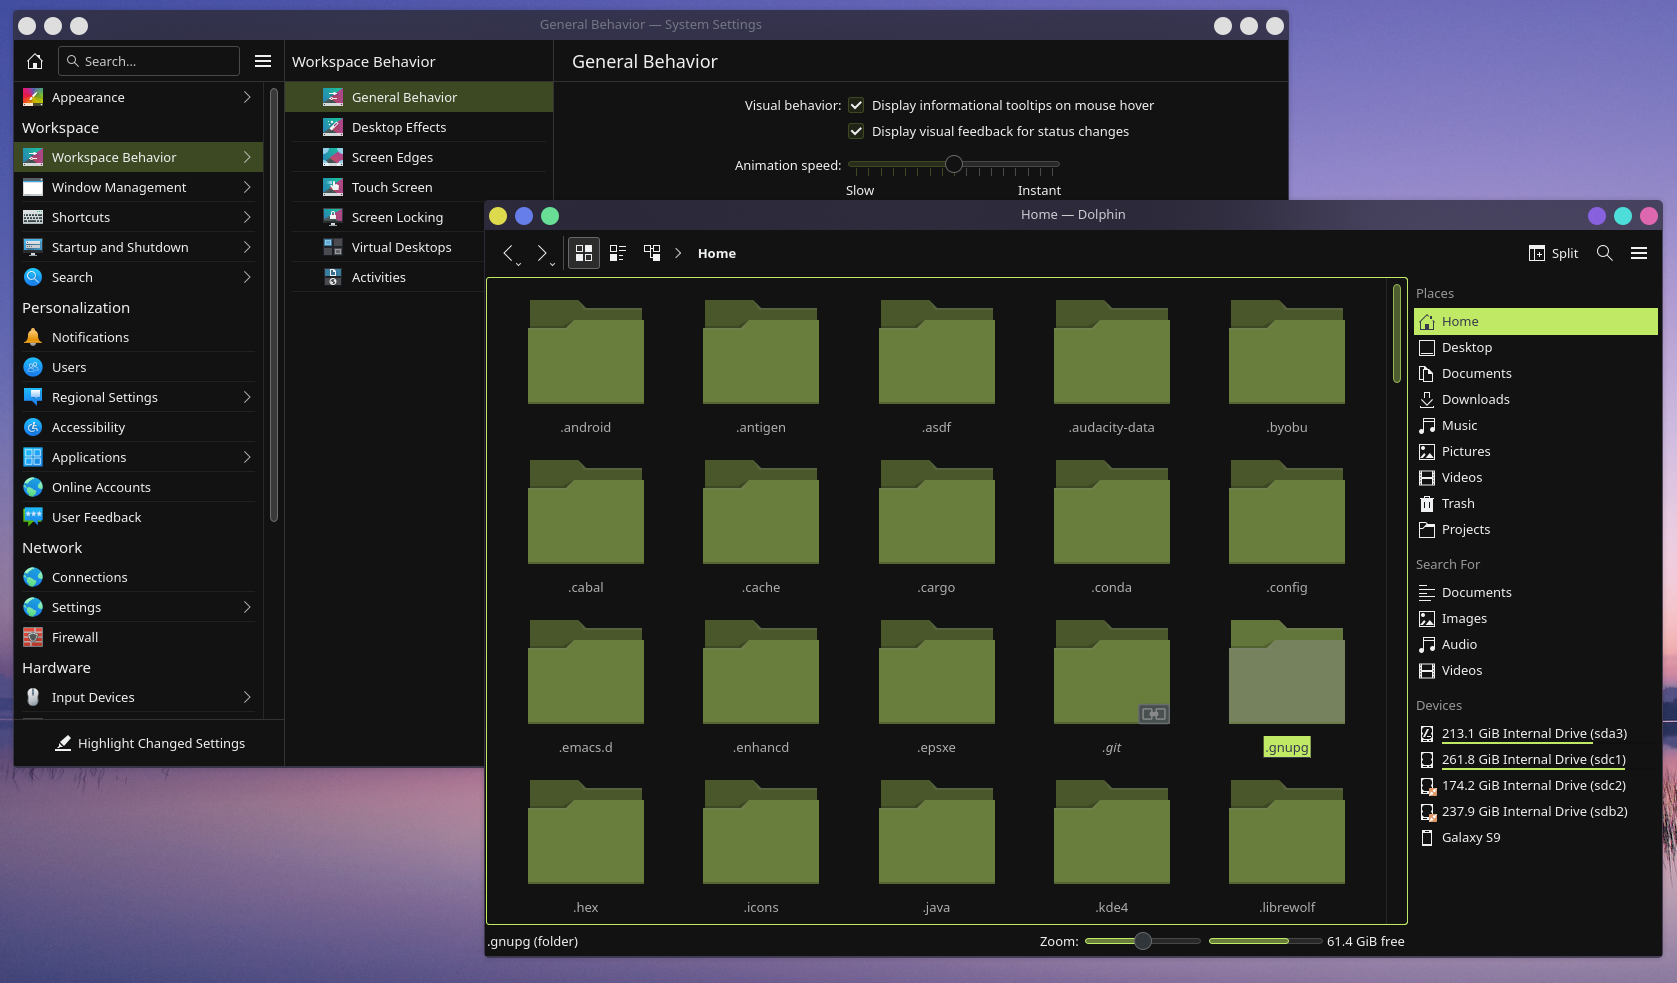 General Behavior — System Settings
Search...
Workspace Behavior
General Behavior
Appearance
Workspace
Workspace Behavior
Window Management
Shortcuts
Startup and Shutdown
Search
Personalization
Notifications
Users
Regional Settings
Accessibility
Applications
Online Accounts
User Feedback
Network
Connections
Settings
Firewall
Hardware
Input Devices
Highlight Changed Settings
General Behavior
Desktop Effects
Screen Edges
Touch Screen
Screen Locking
Virtual Desktops
Activities
Visual behavior: Display informational tooltips on mouse hover
Display visual feedback for status changes
Animation speed:
Slow Instant
Home — Dolphin
Home
Split
.android .antigen .asdf .audacity-data .byobu
.cabal .cache .cargo .conda .config
.emacs.d .enhancd .epsxe .git .gnupg
.hex .icons .java .kde4 .librewolf
Places
Home
Desktop
Documents
Downloads
Music
Pictures
Videos
Trash
Projects
Search For
Documents
Images
Audio
Videos
Devices
213.1 GiB Internal Drive (sda3)
261.8 GiB Internal Drive (sdc1)
174.2 GiB Internal Drive (sdc2)
237.9 GiB Internal Drive (sdb2)
Galaxy S9
.gnupg (folder)
Zoom:
61.4 GiB free